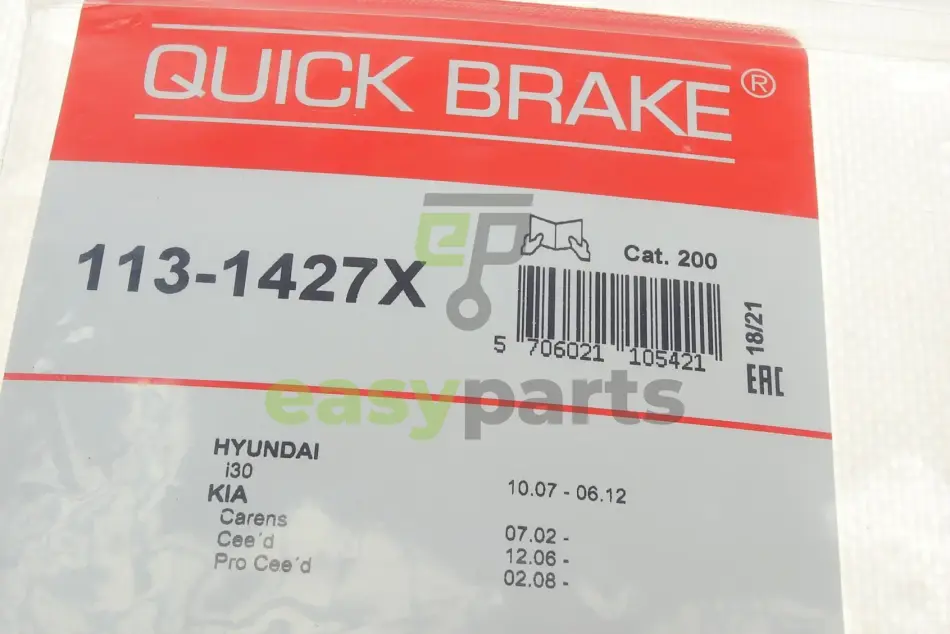 QUICK BRAKE®
113-1427X
ep
Cat. 200
5 706021 105421
18/21
EAC
easyparts
HYUNDAI
i30 10.07 - 06.12
KIA
Carens 07.02 -
Cee´d 12.06 -
Pro Cee´d 02.08 -